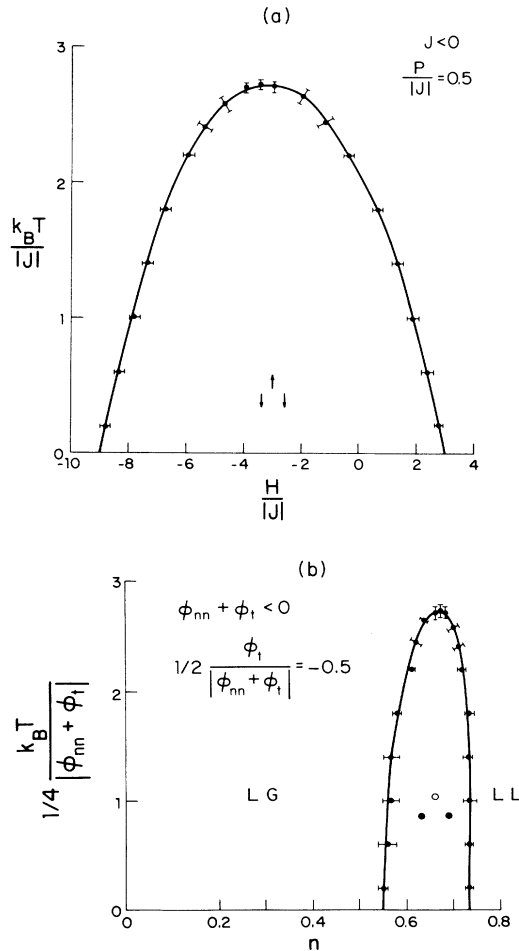 (a)
J<0
P/|J| = 0.5
3
2
1
0
k_B T/|J|
-10 -8 -6 -4 -2 0 2 4
H/|J|
(b)
ϕ_nn + ϕ_t < 0
1/2 ϕ_t/|ϕ_nn + ϕ_t| = -0.5
3
2
1
0
1/4 k_B T/|ϕ_nn + ϕ_t|
LG
LL
0 0.2 0.4 0.6 0.8
n